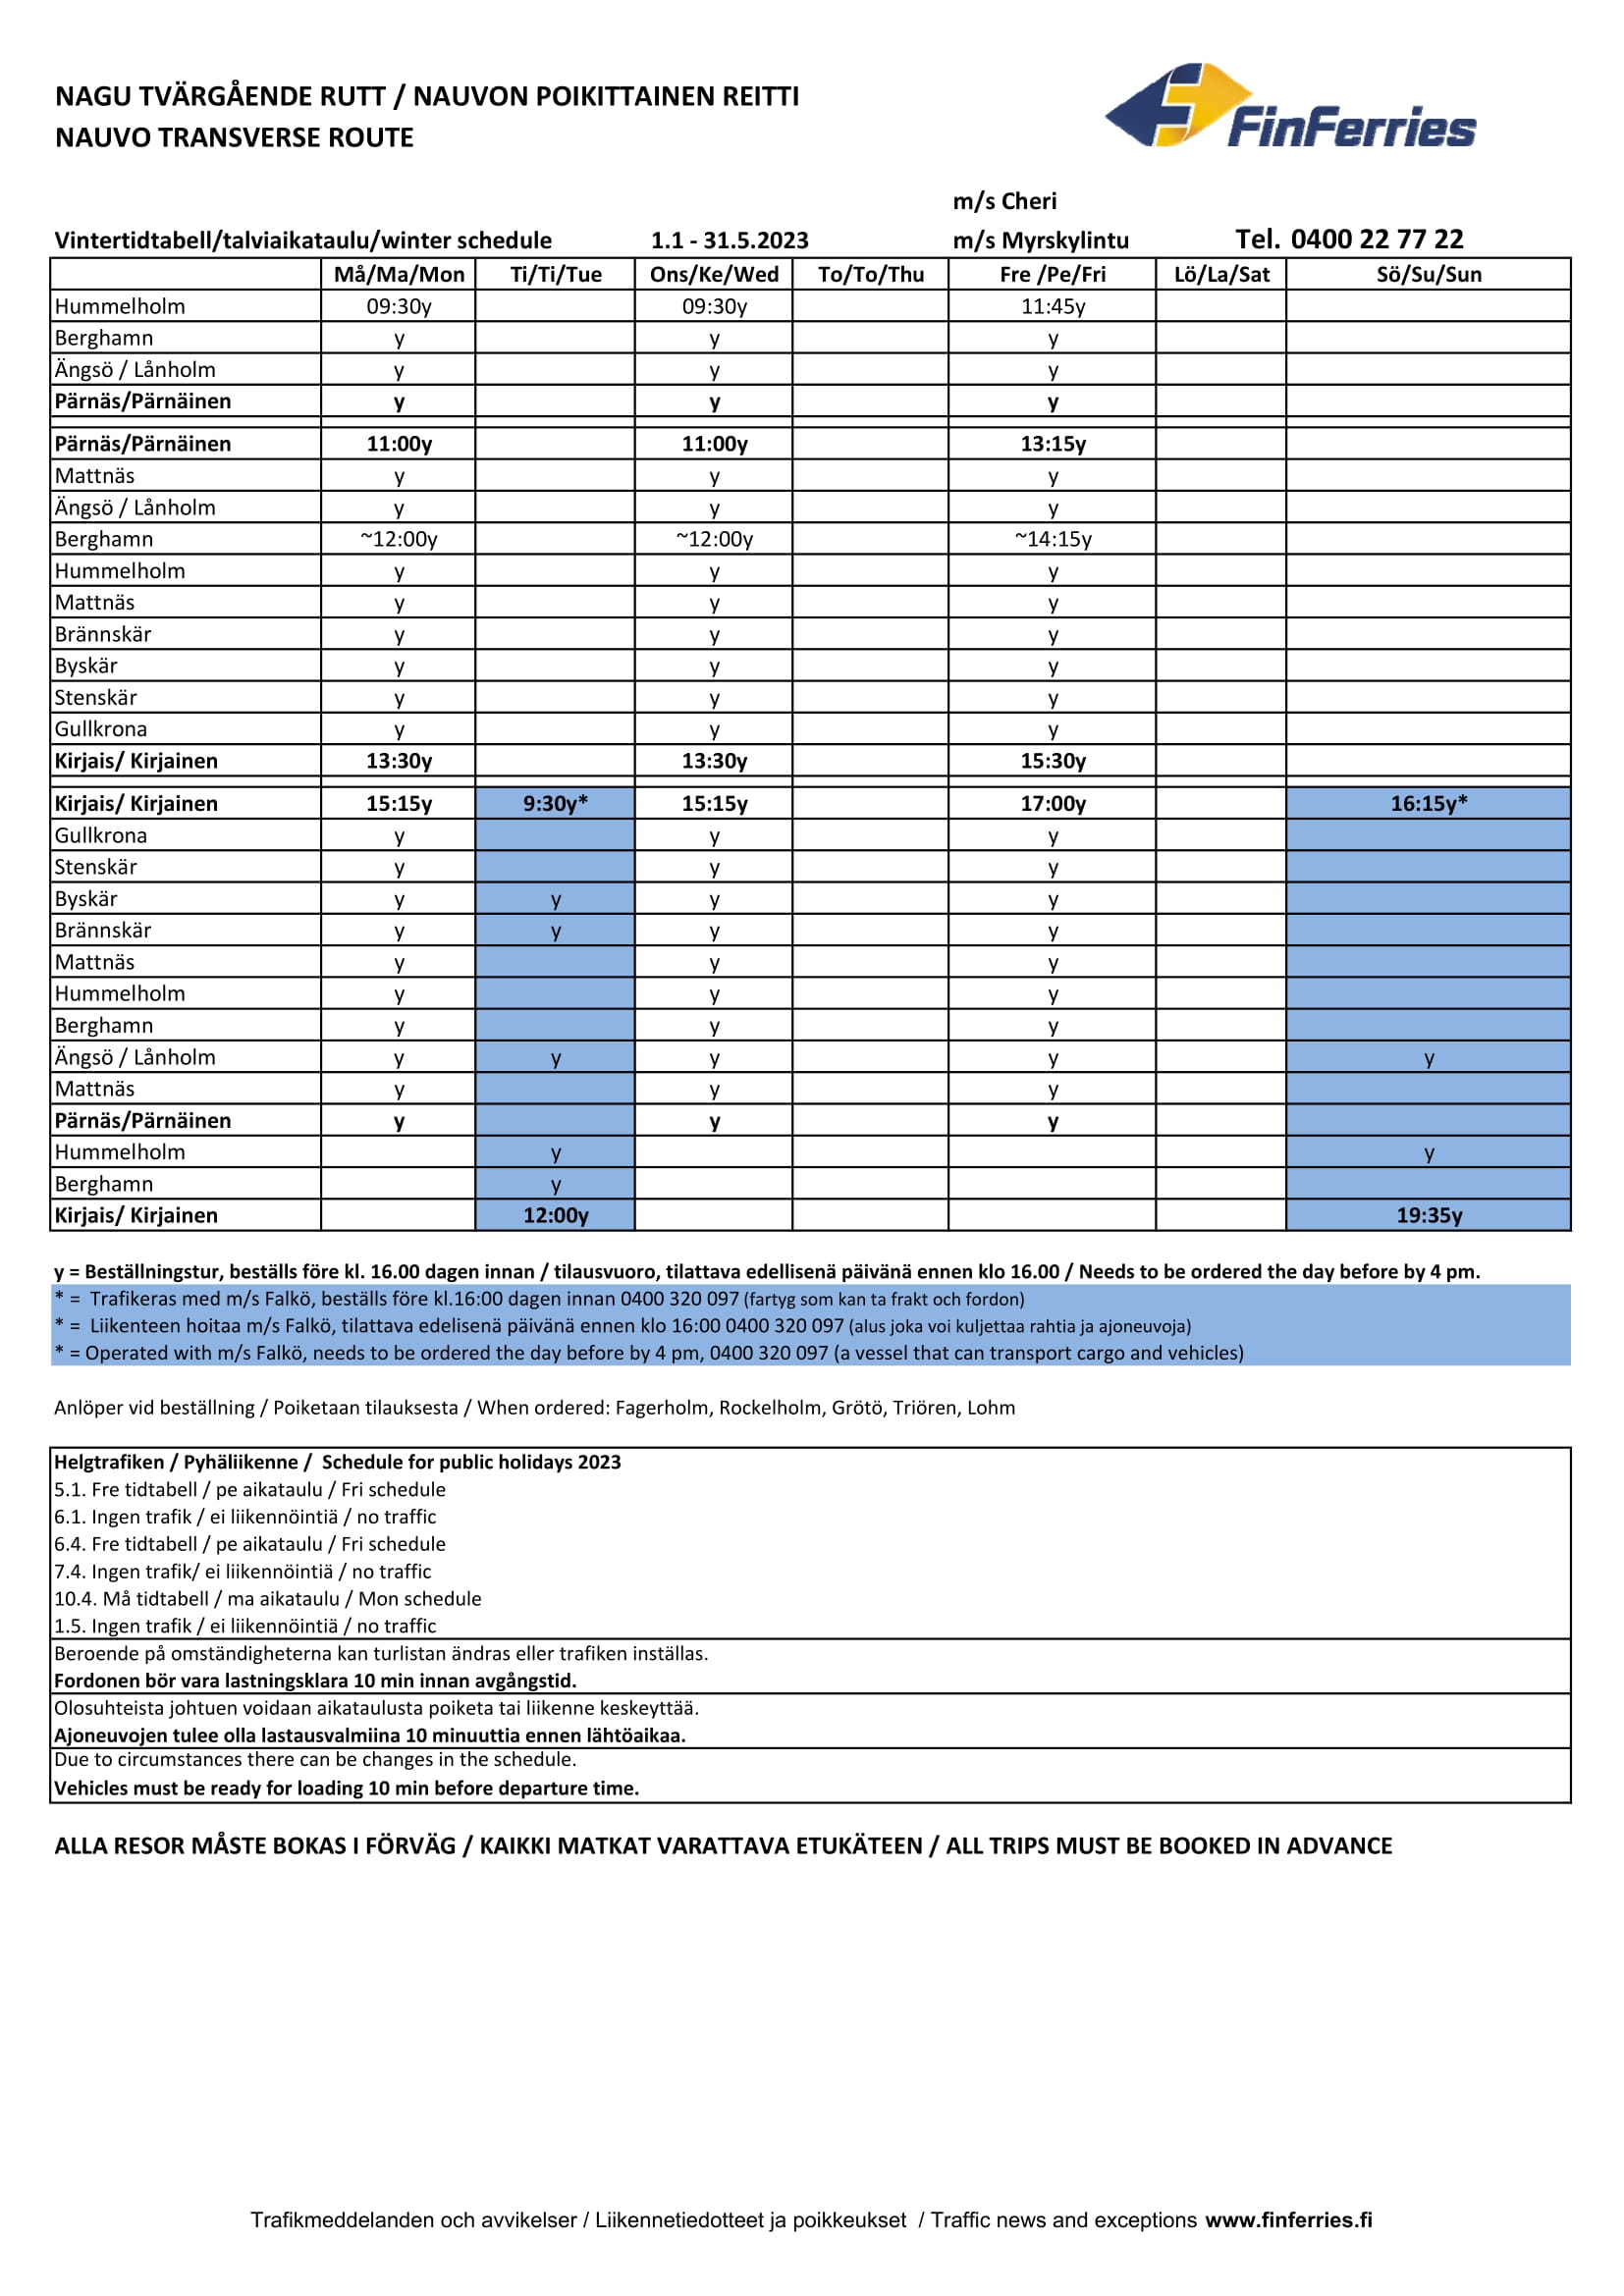 NAGU TVÄRGÅENDE RUTT / NAUVON POIKITTAINEN REITTI
NAUVO TRANSVERSE ROUTE
FinFerries
m/s Cheri
Vintertidtabell/talviaikataulu/winter schedule 1.1 - 31.5.2023 m/s Myrskylintu Tel. 0400 22 77 22
Må/Ma/Mon Ti/Ti/Tue Ons/Ke/Wed To/To/Thu Fre /Pe/Fri Lö/La/Sat Sö/Su/Sun
Hummelholm 09:30y 09:30y 11:45y
Berghamn y y y
Ängsö / Lånholm y y y
Pärnäs/Pärnäinen y y y
Pärnäs/Pärnäinen 11:00y 11:00y 13:15y
Mattnäs y y y
Ängsö / Lånholm y y y
Berghamn ~12:00y ~12:00y ~14:15y
Hummelholm y y y
Mattnäs y y y
Brännskär y y y
Byskär y y y
Stenskär y y y
Gullkrona y y y
Kirjais/ Kirjainen 13:30y 13:30y 15:30y
Kirjais/ Kirjainen 15:15y 9:30y* 15:15y 17:00y 16:15y*
Gullkrona y y y
Stenskär y y y
Byskär y y y y
Brännskär y y y y
Mattnäs y y y
Hummelholm y y y
Berghamn y y y
Ängsö / Lånholm y y y y y
Mattnäs y y y
Pärnäs/Pärnäinen y y y
Hummelholm y y
Berghamn y
Kirjais/ Kirjainen 12:00y 19:35y
y = Beställningstur, beställs före kl. 16.00 dagen innan / tilausvuoro, tilattava edellisenä päivänä ennen klo 16.00 / Needs to be ordered the day before by 4 pm.
* = Trafikeras med m/s Falkö, beställs före kl.16:00 dagen innan 0400 320 097 (fartyg som kan ta frakt och fordon)
* = Liikenteen hoitaa m/s Falkö, tilattava edelisenä päivänä ennen klo 16:00 0400 320 097 (alus joka voi kuljettaa rahtia ja ajoneuvoja)
* = Operated with m/s Falkö, needs to be ordered the day before by 4 pm, 0400 320 097 (a vessel that can transport cargo and vehicles)
Anlöper vid beställning / Poiketaan tilauksesta / When ordered: Fagerholm, Rockelholm, Grötö, Triören, Lohm
Helgtrafiken / Pyhäliikenne / Schedule for public holidays 2023
5.1. Fre tidtabell / pe aikataulu / Fri schedule
6.1. Ingen trafik / ei liikennöintiä / no traffic
6.4. Fre tidtabell / pe aikataulu / Fri schedule
7.4. Ingen trafik/ ei liikennöintiä / no traffic
10.4. Må tidtabell / ma aikataulu / Mon schedule
1.5. Ingen trafik / ei liikennöintiä / no traffic
Beroende på omständigheterna kan turlistan ändras eller trafiken inställas.
Fordonen bör vara lastningsklara 10 min innan avgångstid.
Olosuhteista johtuen voidaan aikataulusta poiketa tai liikenne keskeyttää.
Ajoneuvojen tulee olla lastausvalmiina 10 minuuttia ennen lähtöaikaa.
Due to circumstances there can be changes in the schedule.
Vehicles must be ready for loading 10 min before departure time.
ALLA RESOR MÅSTE BOKAS I FÖRVÄG / KAIKKI MATKAT VARATTAVA ETUKÄTEEN / ALL TRIPS MUST BE BOOKED IN ADVANCE
Trafikmeddelanden och avvikelser / Liikennetiedotteet ja poikkeukset / Traffic news and exceptions www.finferries.fi